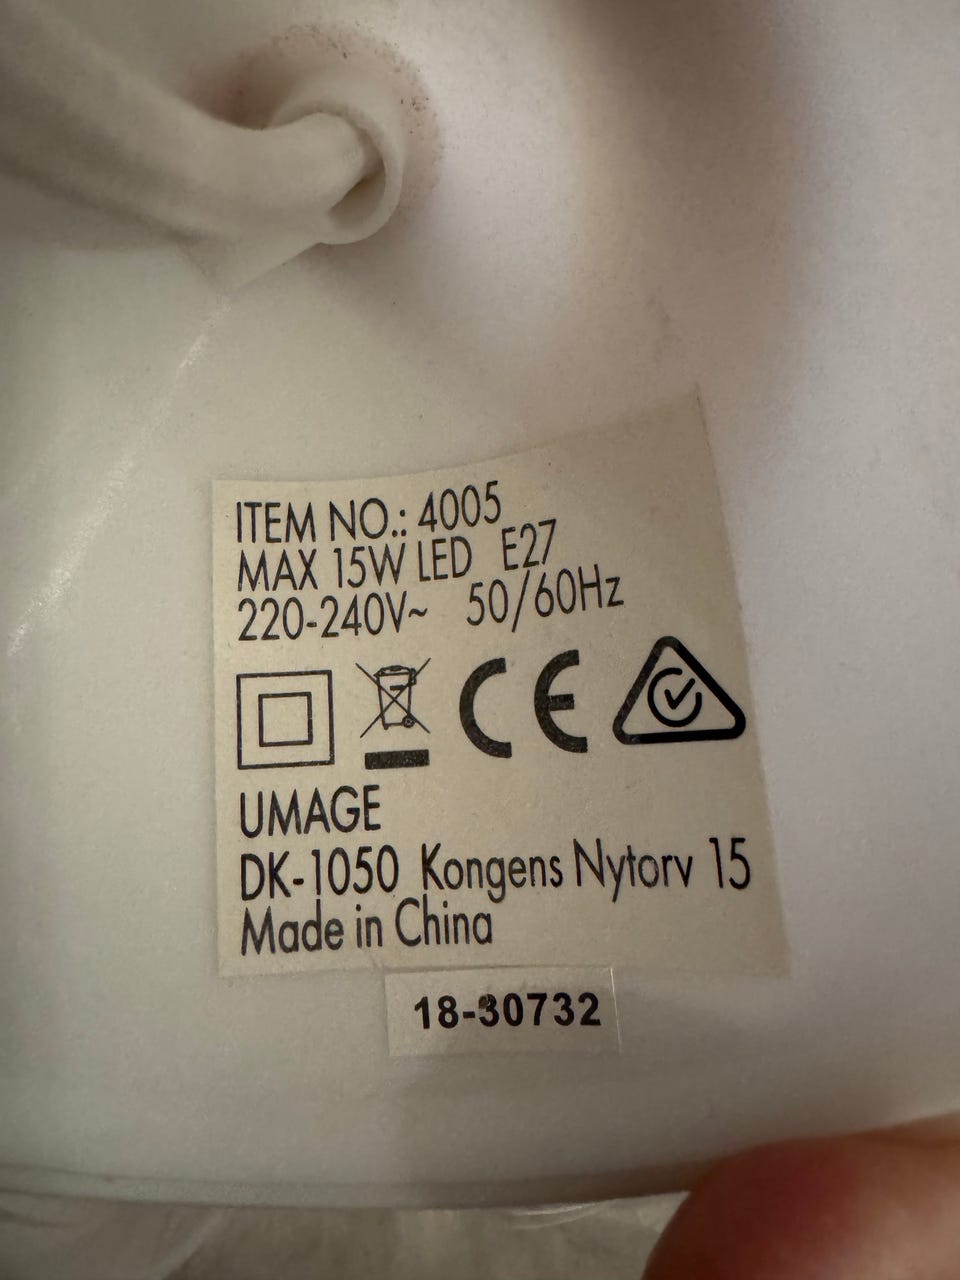 ITEM NO.: 4005
MAX 15W LED E27
220-240V~ 50/60Hz
CE
UMAGE
DK-1050 Kongens Nytorv 15
Made in China
18-30732